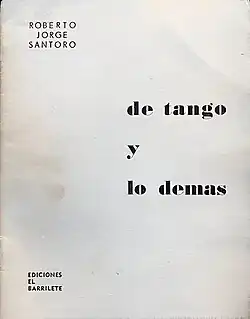 ROBERTO
JORGE
SANTORO
de tango
y
lo demas
EDICIONES
EL
BARRILETE